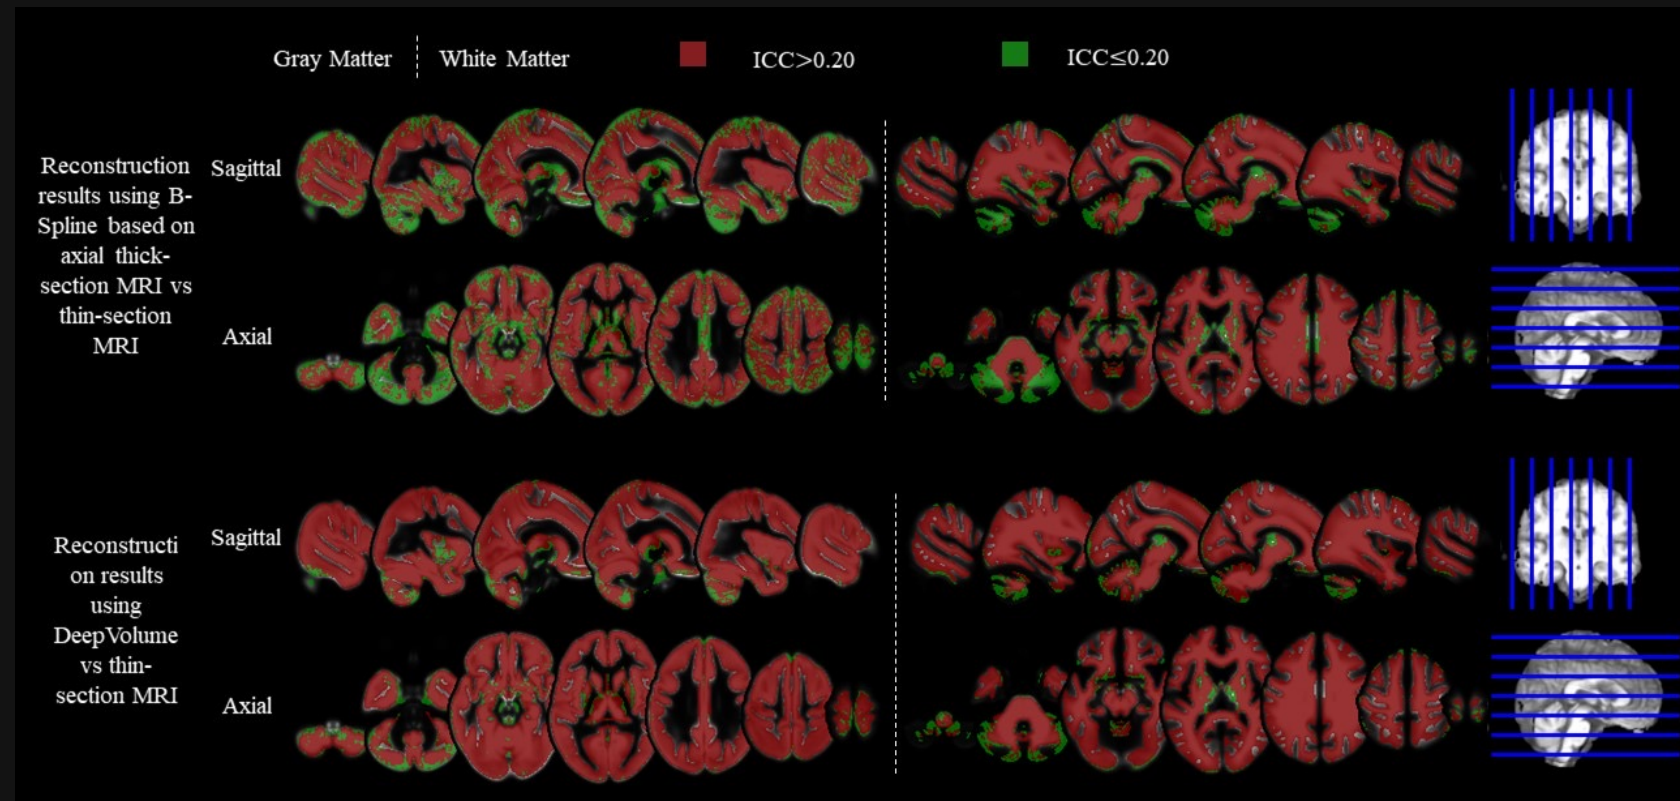 Gray Matter
White Matter
ICC>0.20
ICC≤0.20
Reconstruction
results using B-
Spline based on
axial thick-
section MRI vs
thin-section
MRI
Sagittal
Axial
Reconstructi
on results
using
DeepVolume
vs thin-
section MRI
Sagittal
Axial